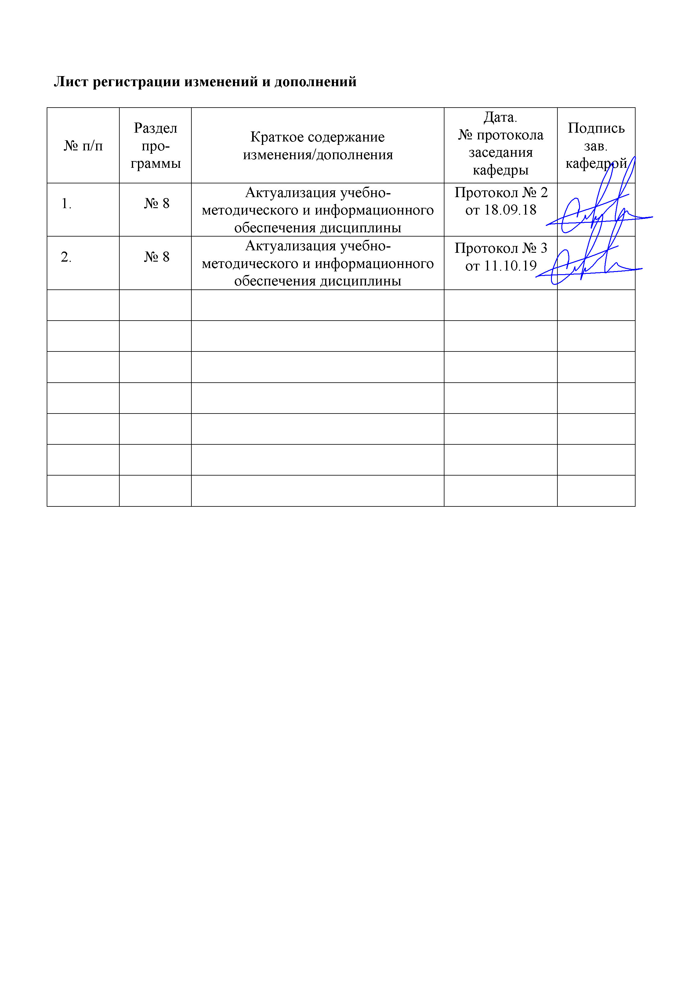 Лист регистрации изменений и дополнений
№ п/п
Раздел
про-
граммы
Краткое содержание
изменения/дополнения
Дата.
№ протокола
заседания
кафедры
Подпись
зав.
кафедрой
1.
№ 8
Актуализация учебно-
методического и информационного
обеспечения дисциплины
Протокол № 2
от 18.09.18
2.
№ 8
Актуализация учебно-
методического и информационного
обеспечения дисциплины
Протокол № 3
от 11.10.19